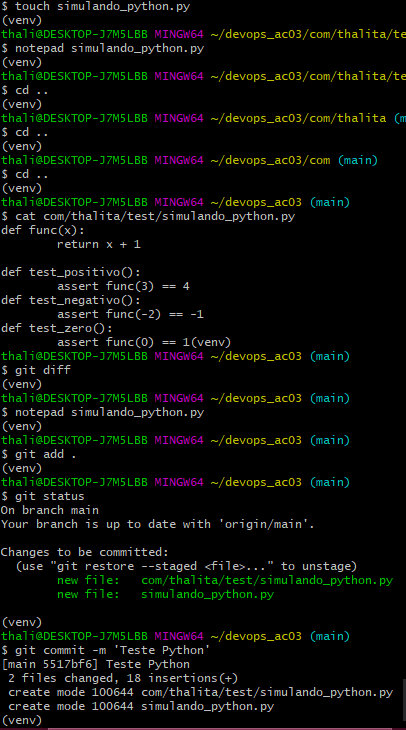 $ touch simulando_python.py
(venv)
thali@DESKTOP-J7M5LBB MINGW64 ~/devops_ac03/com/thalita/te
$ notepad simulando_python.py
(venv)
thali@DESKTOP-J7M5LBB MINGW64 ~/devops_ac03/com/thalita/te
$ cd ..
(venv)
thali@DESKTOP-J7M5LBB MINGW64 ~/devops_ac03/com/thalita (m
$ cd ..
(venv)
thali@DESKTOP-J7M5LBB MINGW64 ~/devops_ac03/com (main)
$ cd ..
(venv)
thali@DESKTOP-J7M5LBB MINGW64 ~/devops_ac03 (main)
$ cat com/thalita/test/simulando_python.py
def func(x):
        return x + 1

def test_positivo():
        assert func(3) == 4
def test_negativo():
        assert func(-2) == -1
def test_zero():
        assert func(0) == 1(venv)
thali@DESKTOP-J7M5LBB MINGW64 ~/devops_ac03 (main)
$ git diff
(venv)
thali@DESKTOP-J7M5LBB MINGW64 ~/devops_ac03 (main)
$ notepad simulando_python.py
(venv)
thali@DESKTOP-J7M5LBB MINGW64 ~/devops_ac03 (main)
$ git add .
(venv)
thali@DESKTOP-J7M5LBB MINGW64 ~/devops_ac03 (main)
$ git status
On branch main
Your branch is up to date with 'origin/main'.

Changes to be committed:
  (use "git restore --staged <file>..." to unstage)
        new file:   com/thalita/test/simulando_python.py
        new file:   simulando_python.py

(venv)
thali@DESKTOP-J7M5LBB MINGW64 ~/devops_ac03 (main)
$ git commit -m 'Teste Python'
[main 5517bf6] Teste Python
 2 files changed, 18 insertions(+)
 create mode 100644 com/thalita/test/simulando_python.py
 create mode 100644 simulando_python.py
(venv)